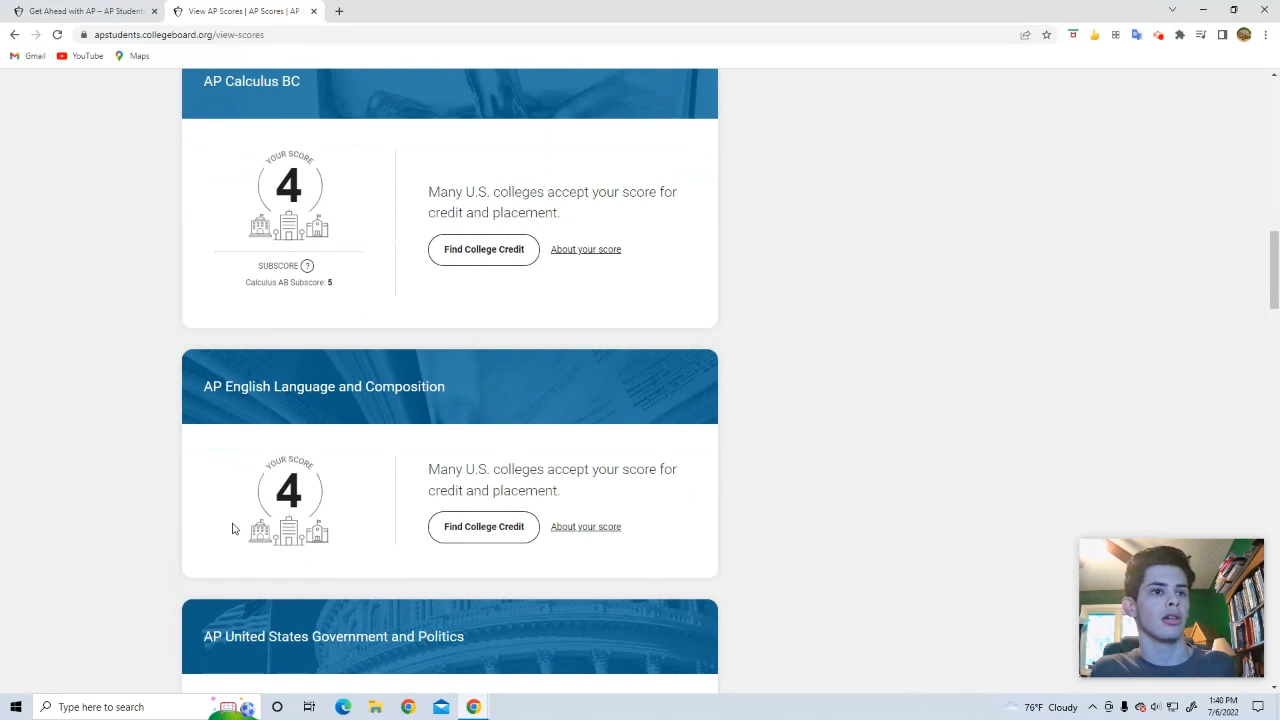 Get Ahead with AP – AP Students
View AP Scores | AP Scores | AP S
apstudents.collegeboard.org/view-scores
Gmail
YouTube
Maps
AP Calculus BC
YOUR SCORE
4
SUBSCORE ?
Calculus AB Subscore: 5
Many U.S. colleges accept your score for
credit and placement.
Find College Credit
About your score
AP English Language and Composition
YOUR SCORE
4
Many U.S. colleges accept your score for
credit and placement.
Find College Credit
About your score
AP United States Government and Politics
Type here to search
76°F Cloudy
1:40 PM
7/6/2022